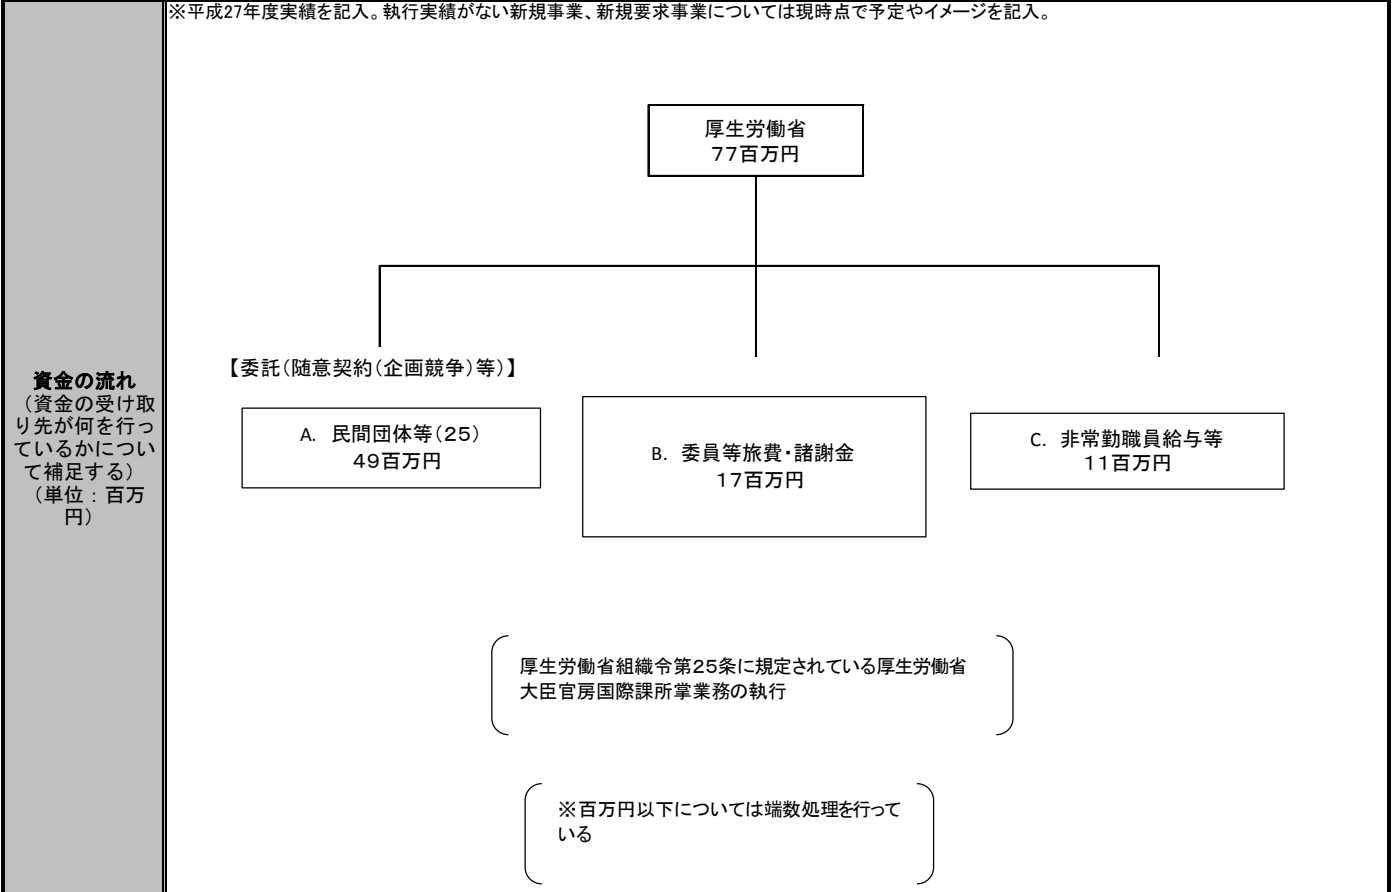 ※平成27年度実績を記入。執行実績がない新規事業、新規要求事業については現時点で予定やイメージを記入。
資金の流れ
（資金の受け取
り先が何を行っ
ているかについ
て補足する）
（単位：百万
円）
厚生労働省
77百万円
【委託（随意契約（企画競争）等）】
A. 民間団体等（25）
49百万円
B. 委員等旅費・諸謝金
17百万円
C. 非常勤職員給与等
11百万円
厚生労働省組織令第25条に規定されている厚生労働省
大臣官房国際課所掌業務の執行
※百万円以下については端数処理を行って
いる